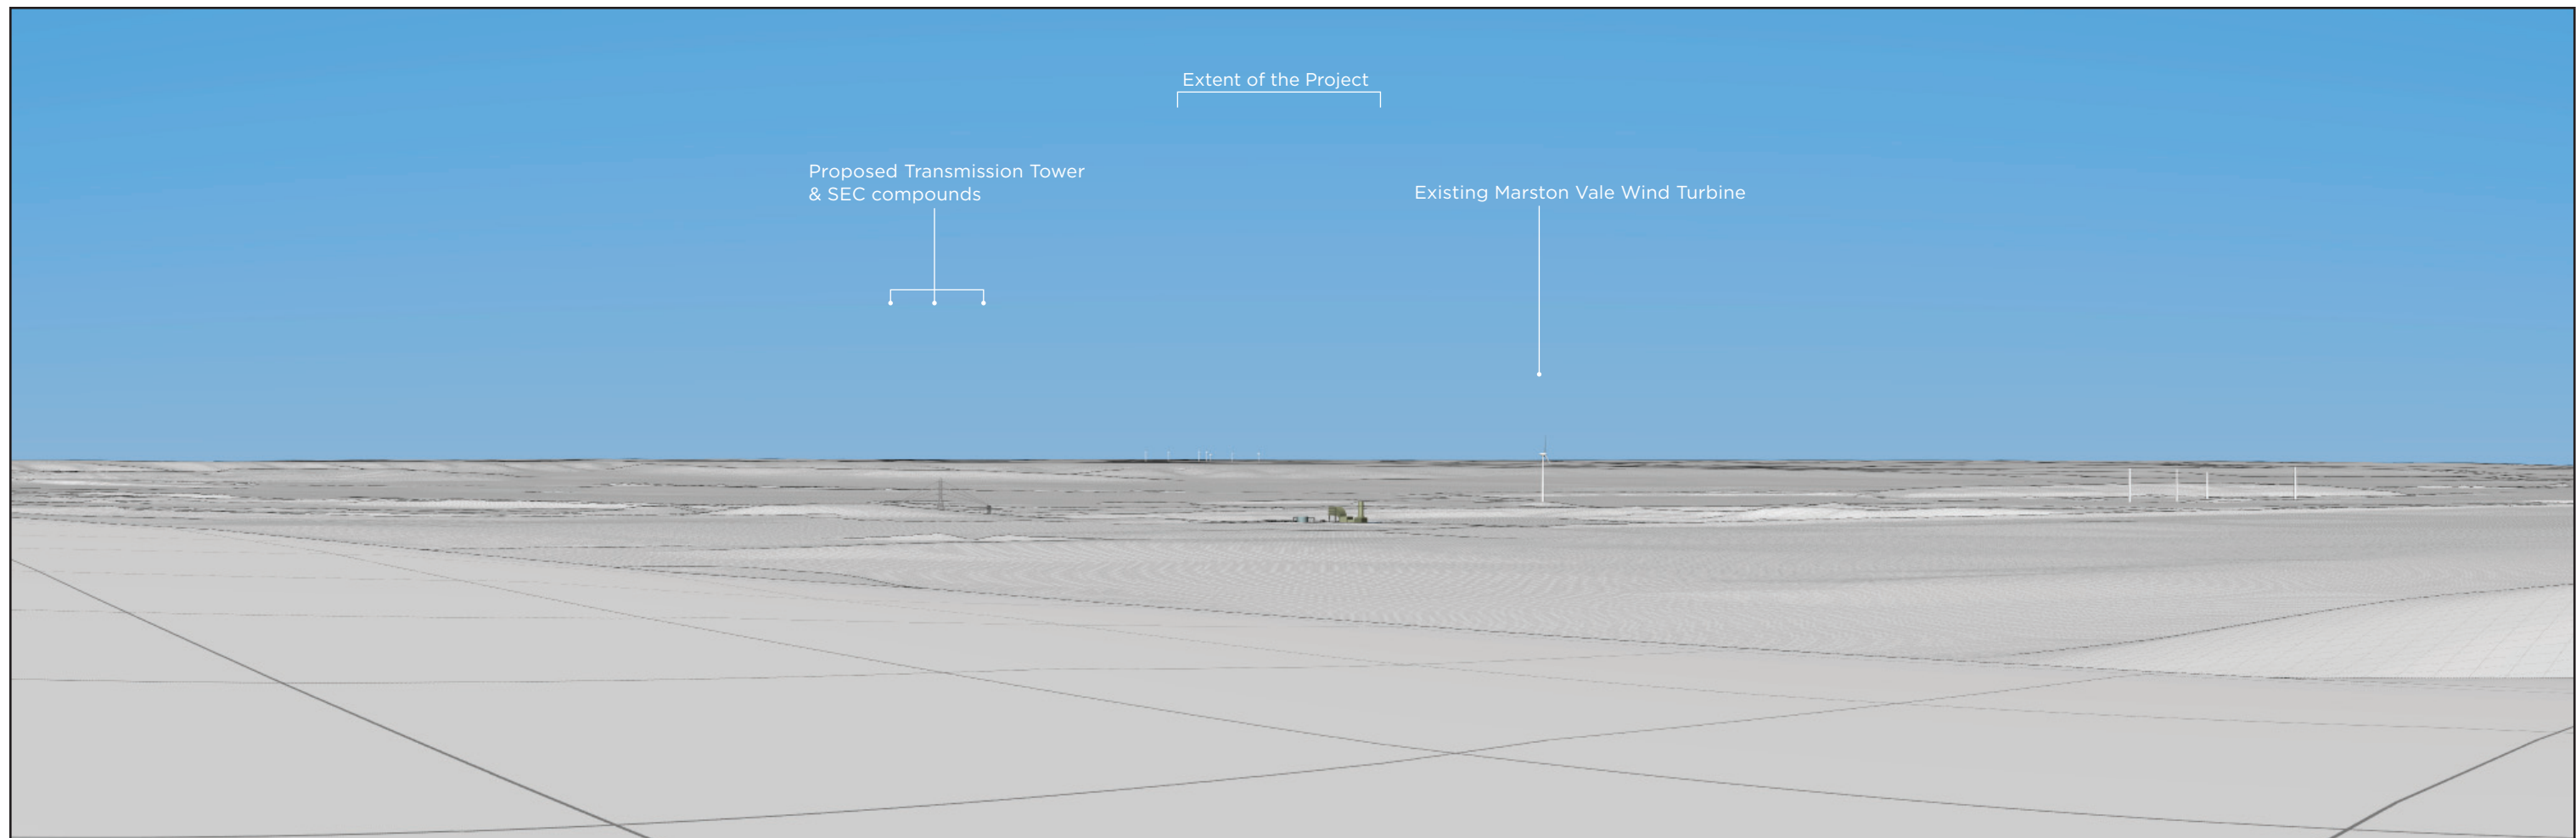 Extent of the Project
Proposed Transmission Tower
& SEC compounds
Existing Marston Vale Wind Turbine